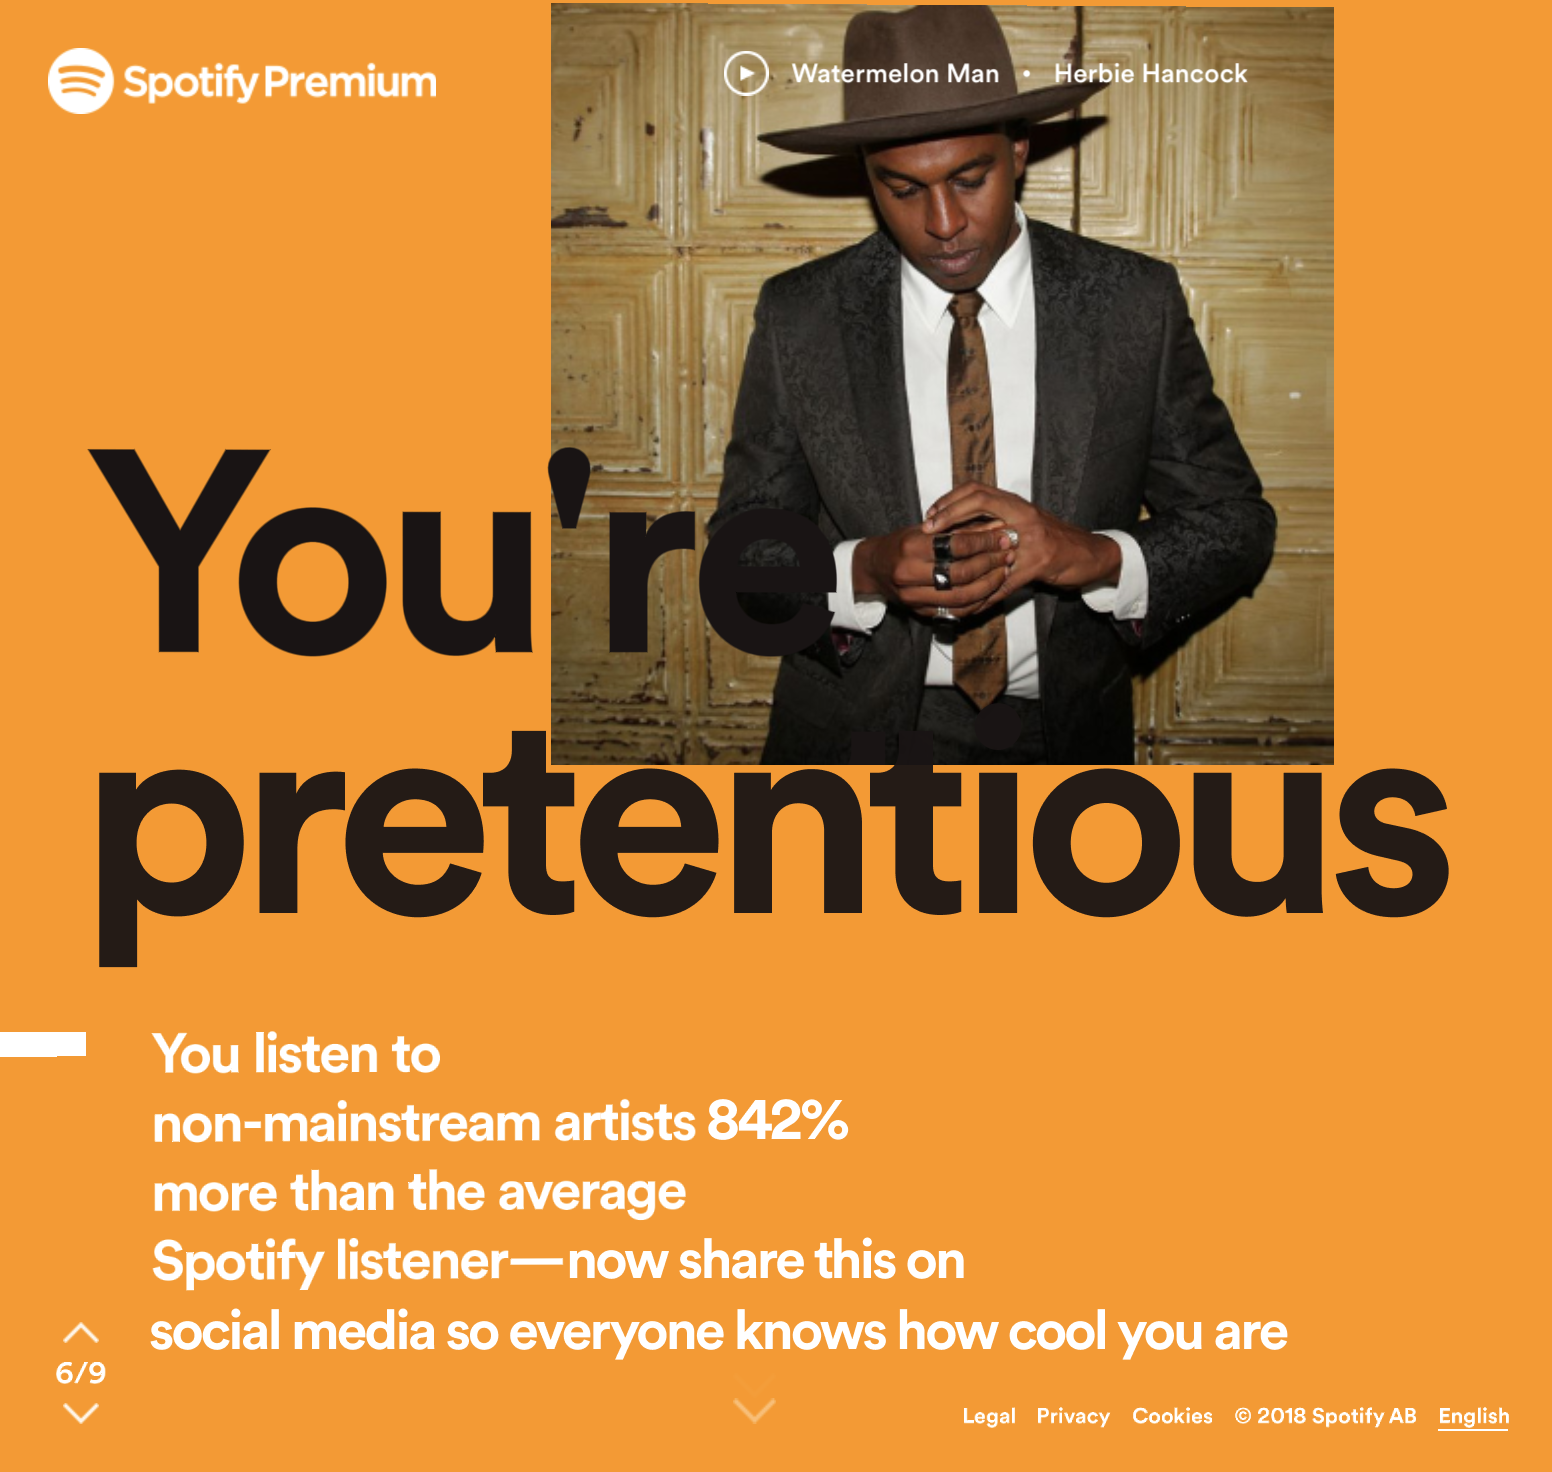 Spotify Premium
Watermelon Man • Herbie Hancock
You're
pretentious
You listen to
non-mainstream artists 842%
more than the average
Spotify listener—now share this on
social media so everyone knows how cool you are
6/9
Legal Privacy Cookies © 2018 Spotify AB English